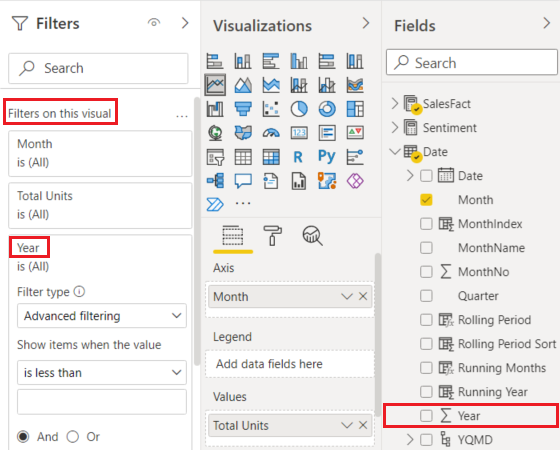 Filters
Search
Filters on this visual
...
Month
is (All)
Total Units
is (All)
Year
is (All)
Filter type
Advanced filtering
Show items when the value
is less than
And
Or
Visualizations
123
R
Py
...
Axis
Month
Legend
Add data fields here
Values
Total Units
Fields
Search
SalesFact
Sentiment
Date
Date
Month
MonthIndex
MonthName
MonthNo
Quarter
Rolling Period
Rolling Period Sort
Running Months
Running Year
Year
YQMD